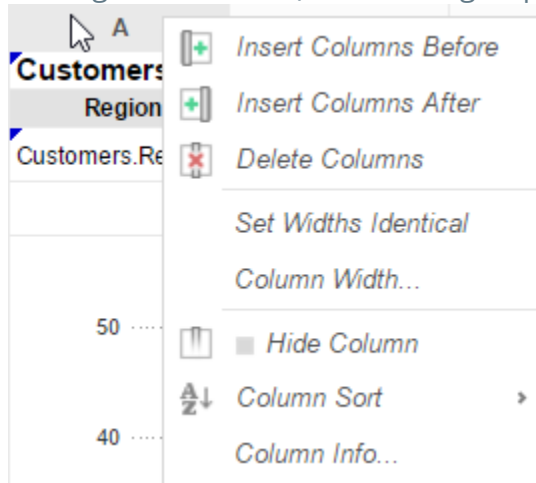 A
Customers
Region
Customers.Re
50
40
Insert Columns Before
Insert Columns After
Delete Columns
Set Widths Identical
Column Width...
Hide Column
Column Sort
Column Info...